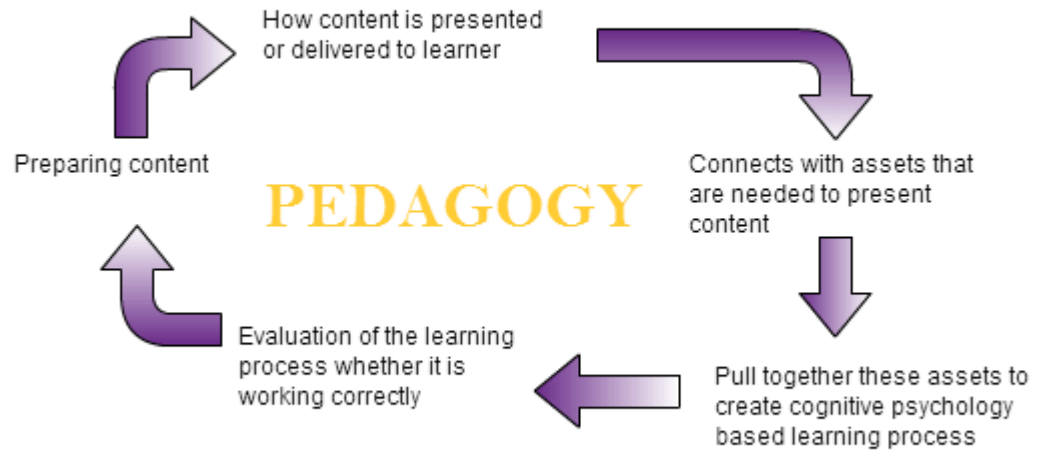 How content is presented
or delivered to learner
Preparing content
Connects with assets that
are needed to present
content
PEDAGOGY
Pull together these assets to
create cognitive psychology
based learning process
Evaluation of the learning
process whether it is
working correctly